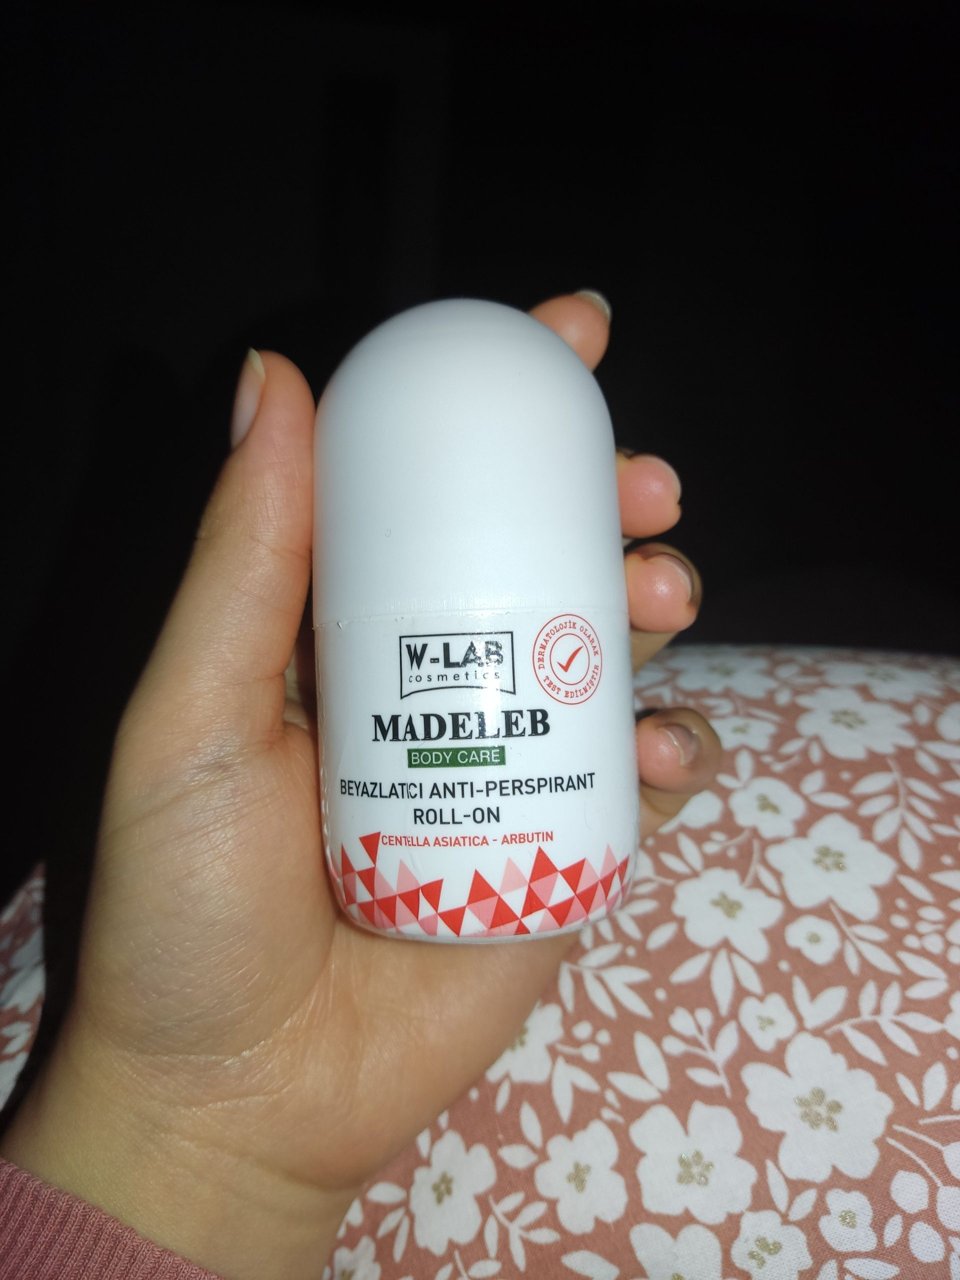 W-LAB
cosmetics
DERMATOLOJİK OLARAK
TEST EDİLMİŞTİR
MADELEB
BODY CARE
BEYAZLATICI ANTI-PERSPIRANT
ROLL-ON
CENTELLA ASIATICA - ARBUTIN